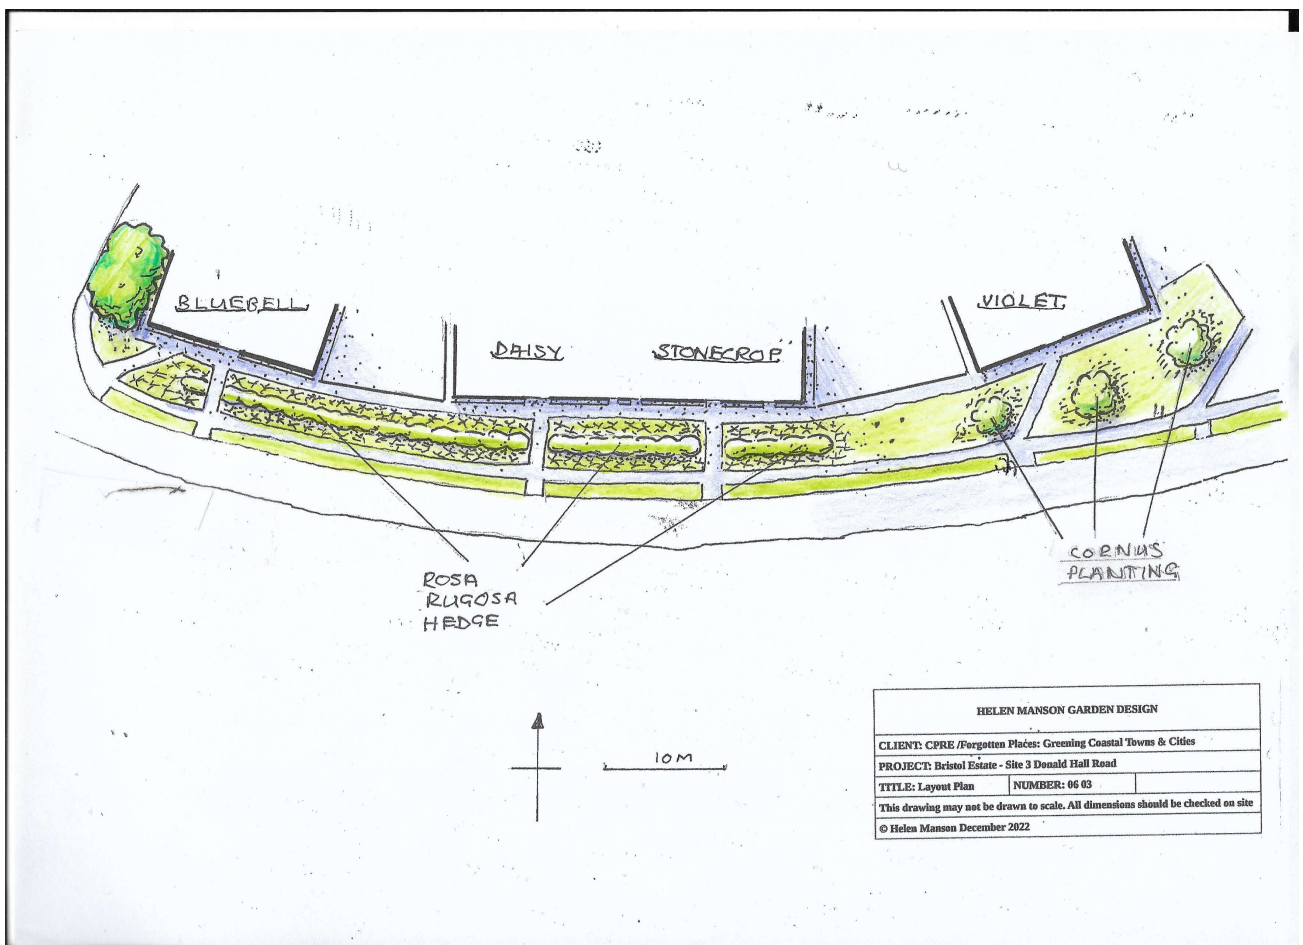 BLUEBELL
DAISY
STONECROP
VIOLET
ROSA
RUGOSA
HEDGE
CORNUS
PLANTING
10M
HELEN MANSON GARDEN DESIGN
CLIENT: CPRE /Forgotten Places: Greening Coastal Towns & Cities
PROJECT: Bristol Estate - Site 3 Donald Hall Road
TITLE: Layout Plan NUMBER: 06 03
This drawing may not be drawn to scale. All dimensions should be checked on site
© Helen Manson December 2022